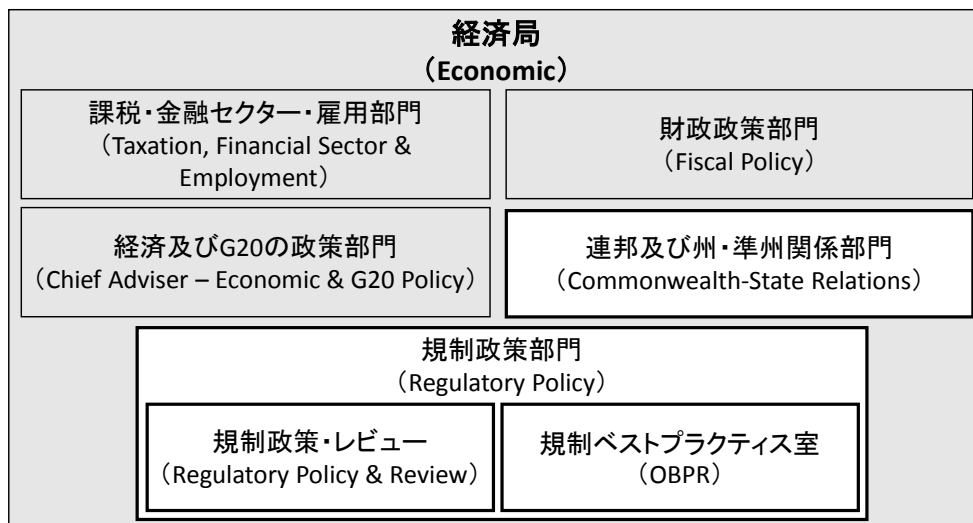 経済局
（Economic）
課税・金融セクター・雇用部門
（Taxation, Financial Sector &
Employment）
財政政策部門
（Fiscal Policy）
経済及びG20の政策部門
（Chief Adviser – Economic & G20 Policy）
連邦及び州・準州関係部門
（Commonwealth-State Relations）
規制政策部門
（Regulatory Policy）
規制政策・レビュー
（Regulatory Policy & Review）
規制ベストプラクティス室
（OBPR）